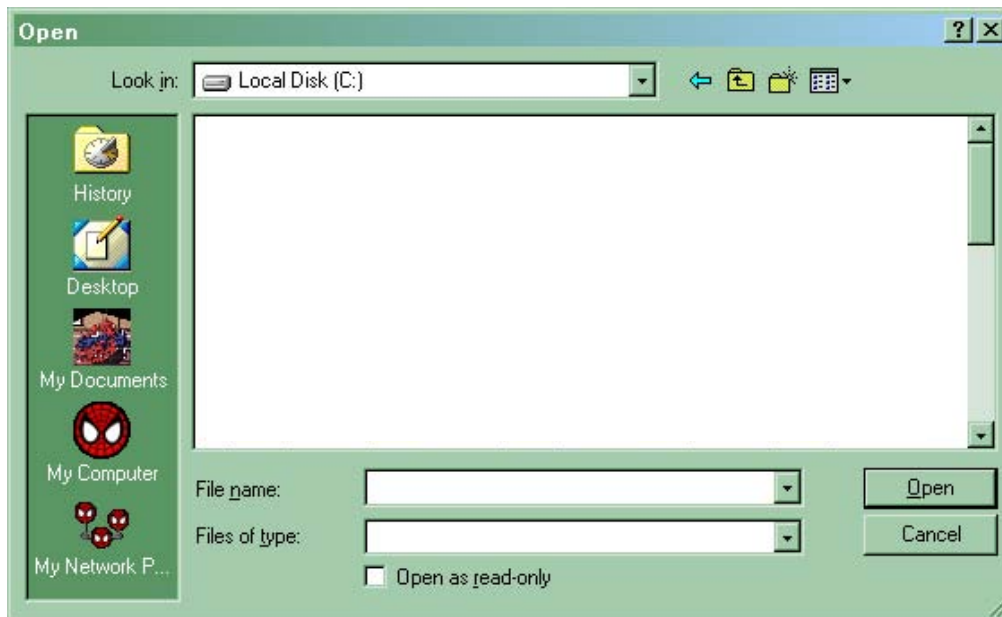 Open
Look in: Local Disk (C:)
History
Desktop
My Documents
My Computer
My Network P...
File name:
Open
Files of type:
Cancel
Open as read-only